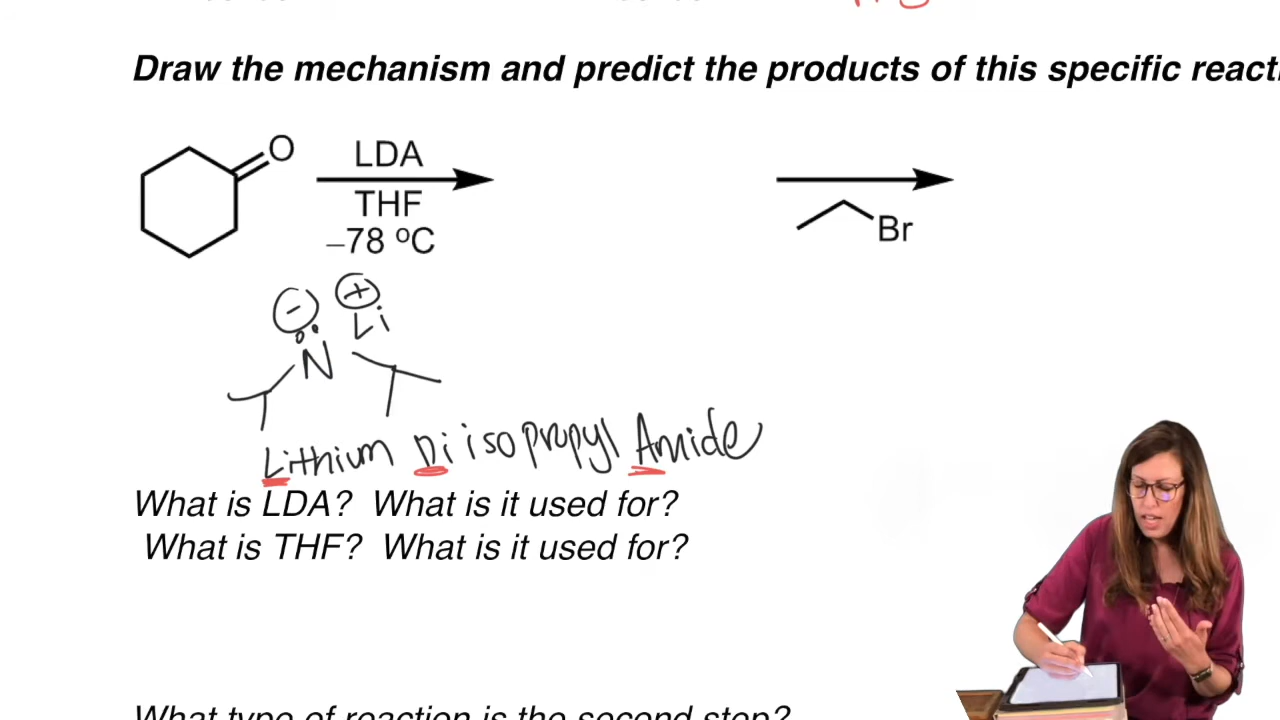 Draw the mechanism and predict the products of this specific
O
LDA
THF
–78 ºC
Br
− +
Li
N
Lithium Diisopropyl Amide
What is LDA? What is it used for?
What is THF? What is it used for?
What type of reaction is the second step?